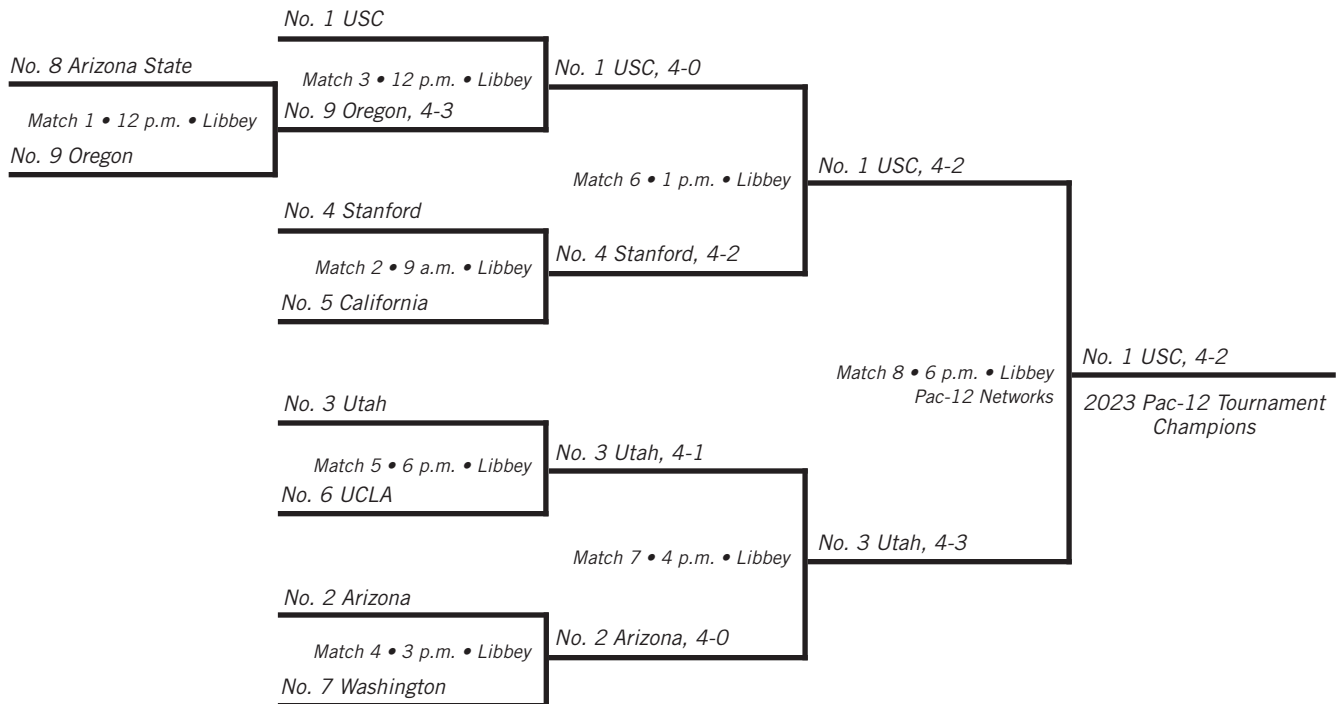 No. 1 USC
No. 8 Arizona State
Match 3 • 12 p.m. • Libbey
No. 1 USC, 4-0
Match 1 • 12 p.m. • Libbey
No. 9 Oregon, 4-3
No. 9 Oregon
Match 6 • 1 p.m. • Libbey
No. 1 USC, 4-2
No. 4 Stanford
Match 2 • 9 a.m. • Libbey
No. 4 Stanford, 4-2
No. 5 California
Match 8 • 6 p.m. • Libbey
Pac-12 Networks
No. 1 USC, 4-2
2023 Pac-12 Tournament
Champions
No. 3 Utah
Match 5 • 6 p.m. • Libbey
No. 3 Utah, 4-1
No. 6 UCLA
Match 7 • 4 p.m. • Libbey
No. 3 Utah, 4-3
No. 2 Arizona
Match 4 • 3 p.m. • Libbey
No. 2 Arizona, 4-0
No. 7 Washington